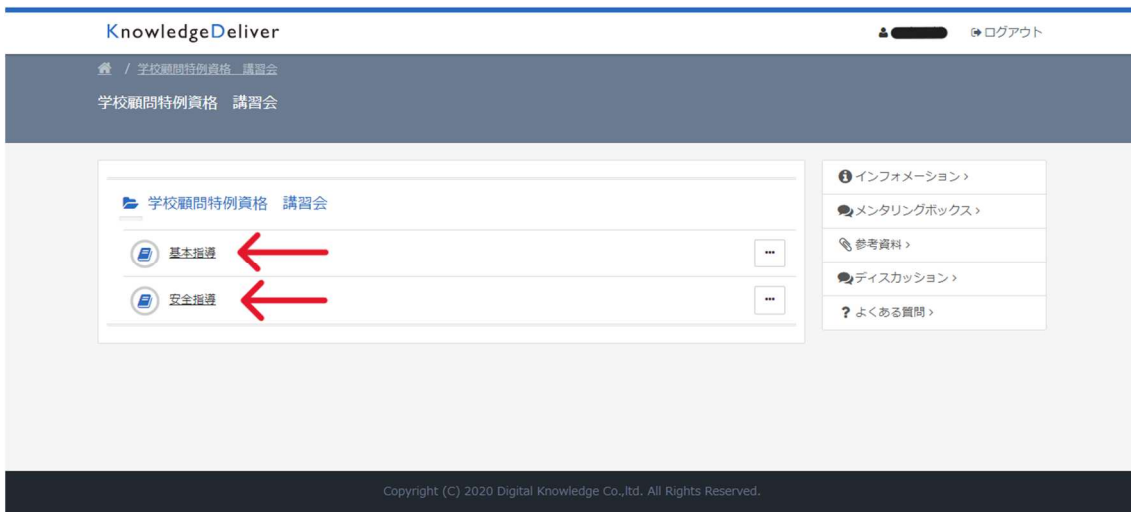 KnowledgeDeliver
ログアウト
/ 学校顧問特例資格　講習会
学校顧問特例資格　講習会
学校顧問特例資格　講習会
基本指導
安全指導
インフォメーション ›
メンタリングボックス ›
参考資料 ›
ディスカッション ›
? よくある質問 ›
Copyright (C) 2020 Digital Knowledge Co.,ltd. All Rights Reserved.